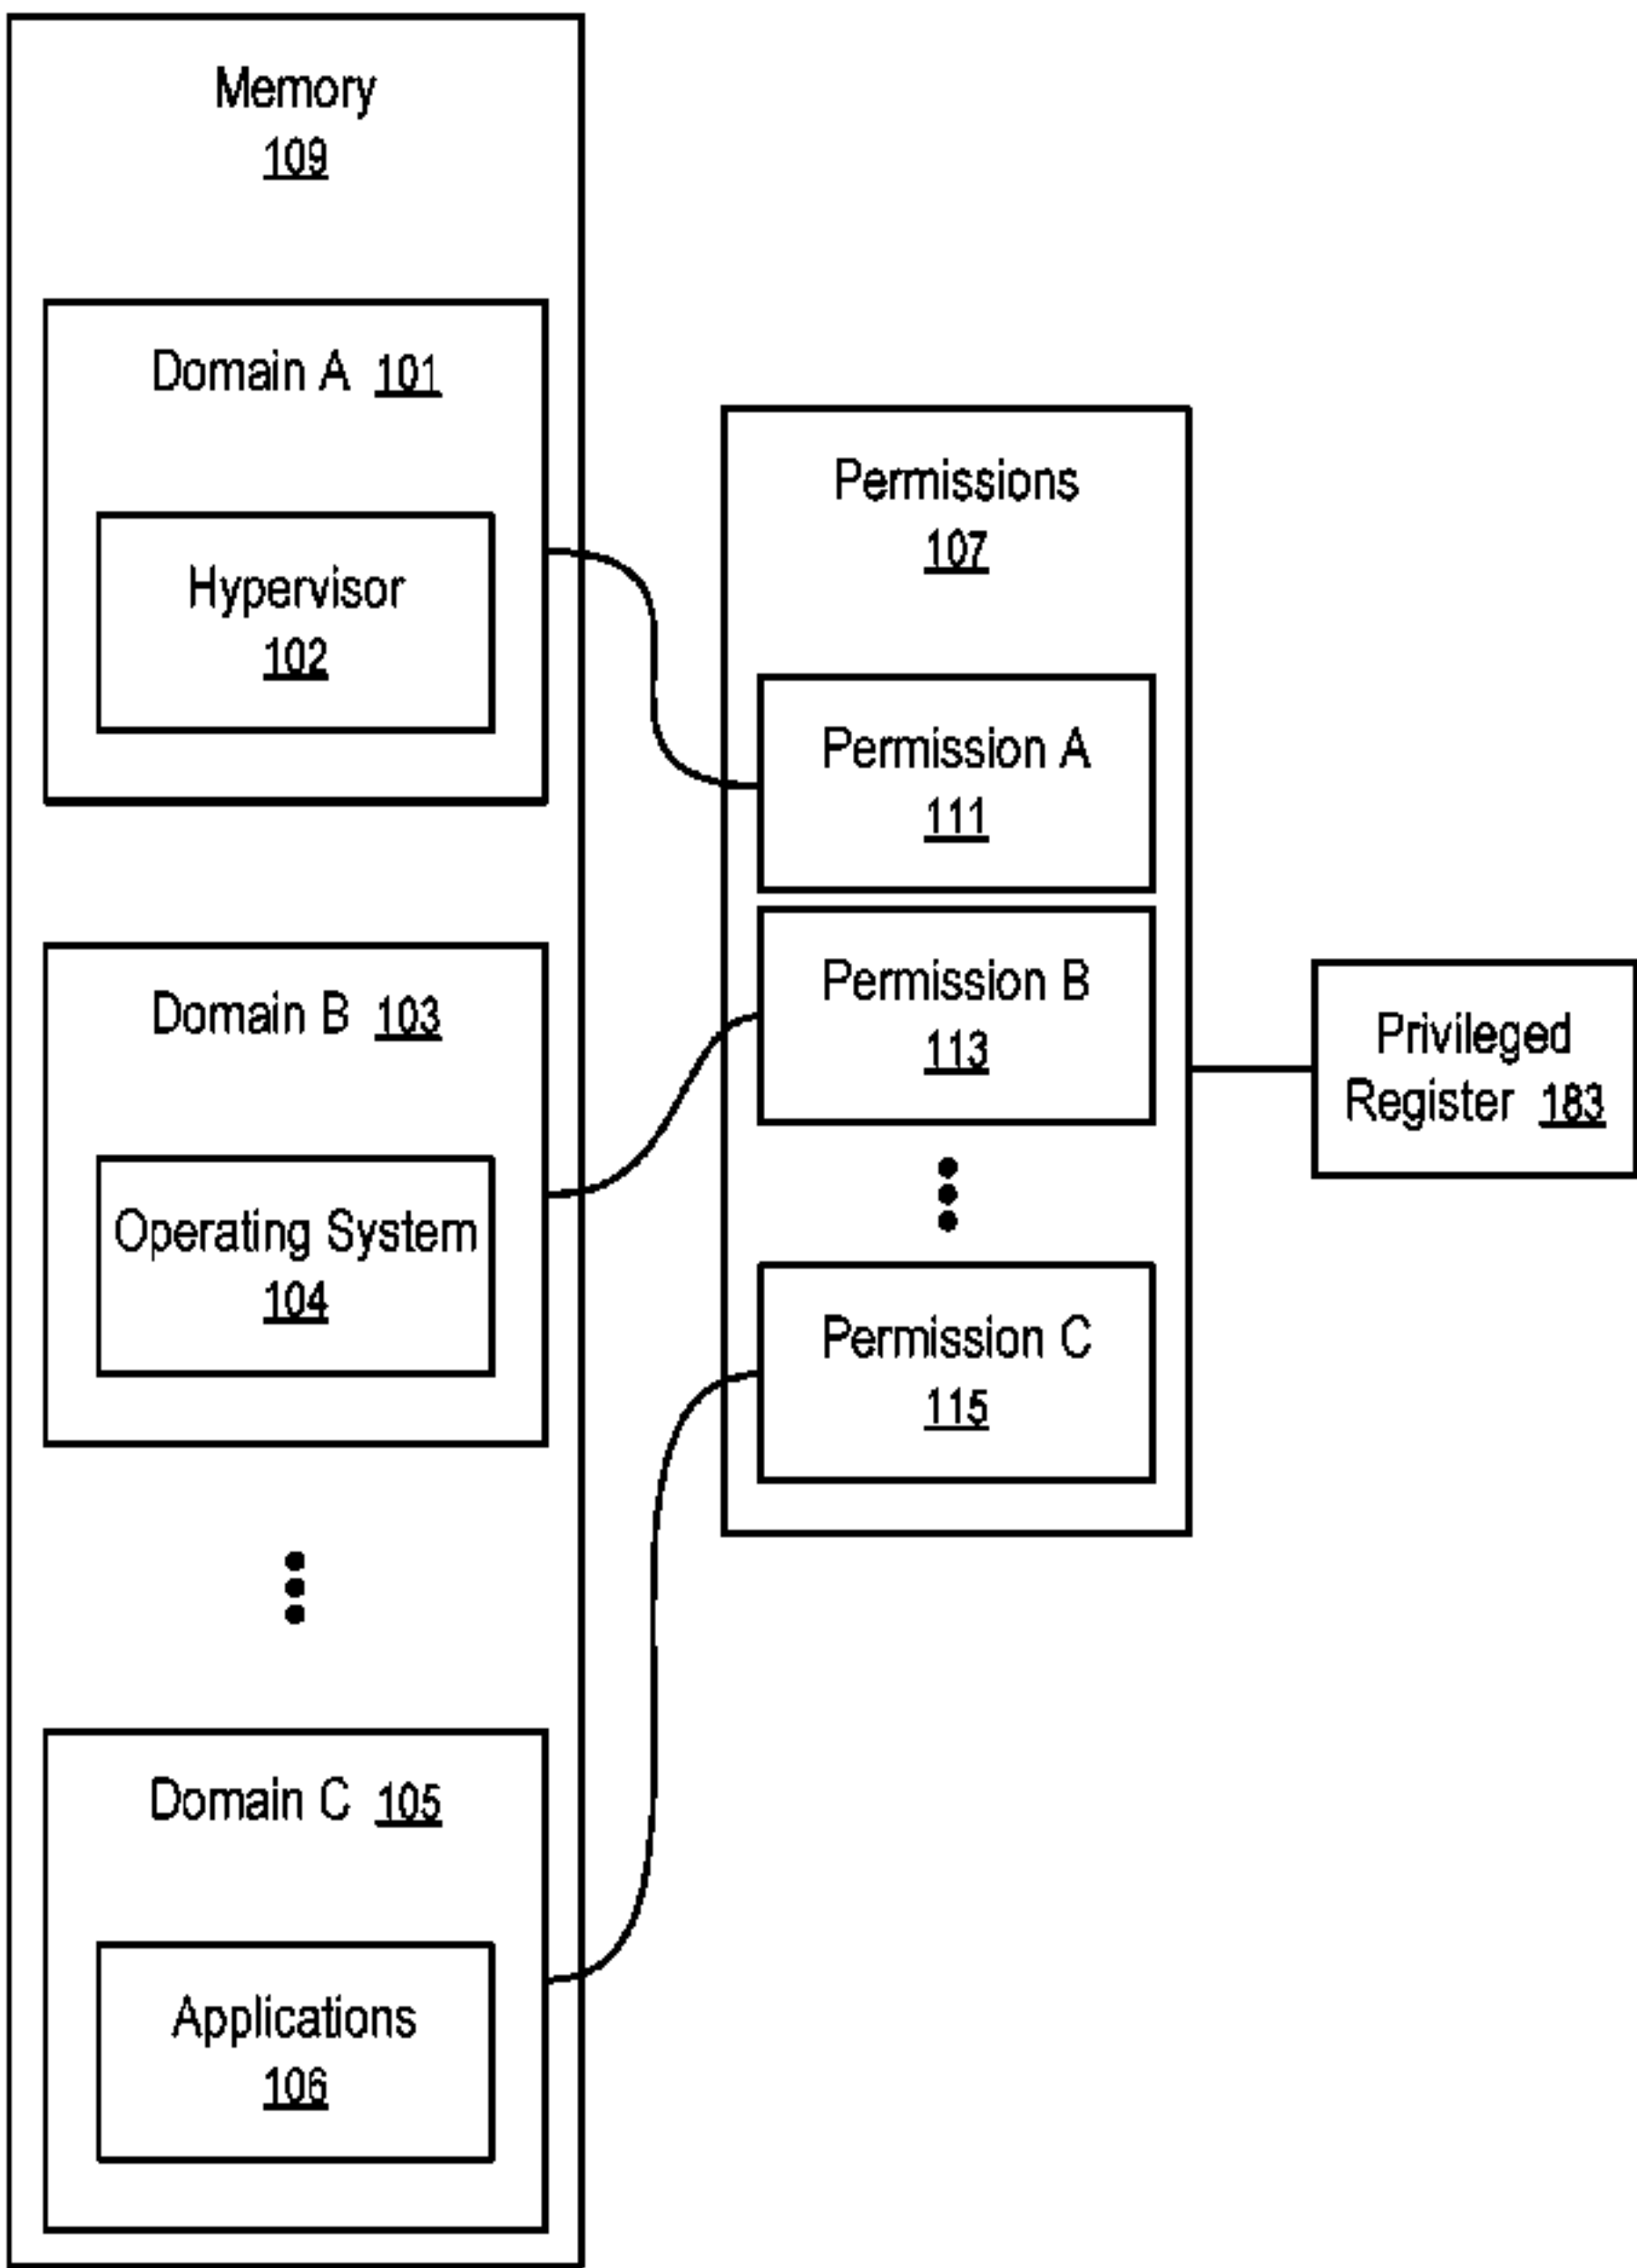 Memory
109
Domain A 101
Hypervisor
102
Domain B 103
Operating System
104
Domain C 105
Applications
106
Permissions
107
Permission A
111
Permission B
113
Permission C
115
Privileged
Register 183